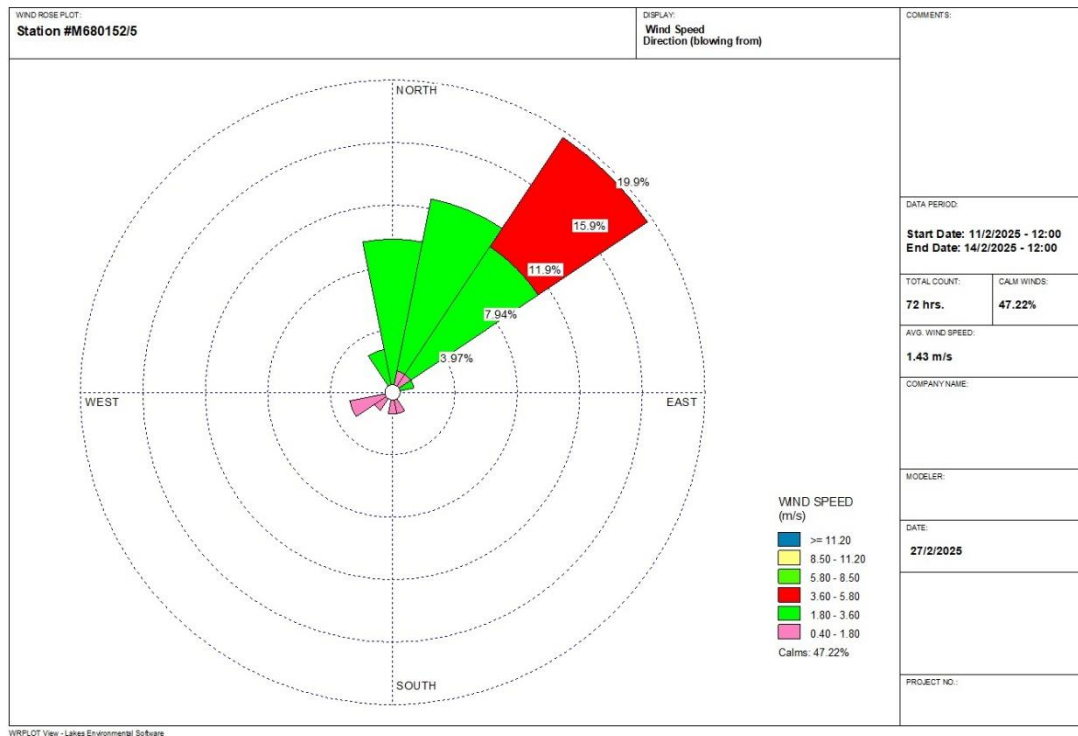 WIND ROSE PLOT:
Station #M680152/5
DISPLAY:
Wind Speed
Direction (blowing from)
COMMENTS:
NORTH
19.9%
15.9%
11.9%
7.94%
3.97%
WEST
EAST
SOUTH
WIND SPEED
(m/s)
>= 11.20
8.50 - 11.20
5.80 - 8.50
3.60 - 5.80
1.80 - 3.60
0.40 - 1.80
Calms: 47.22%
DATA PERIOD:
Start Date: 11/2/2025 - 12:00
End Date: 14/2/2025 - 12:00
TOTAL COUNT:
72 hrs.
CALM WINDS:
47.22%
AVG. WIND SPEED:
1.43 m/s
COMPANY NAME:
MODELER:
DATE:
27/2/2025
PROJECT NO.:
WRPLOT View - Lakes Environmental Software